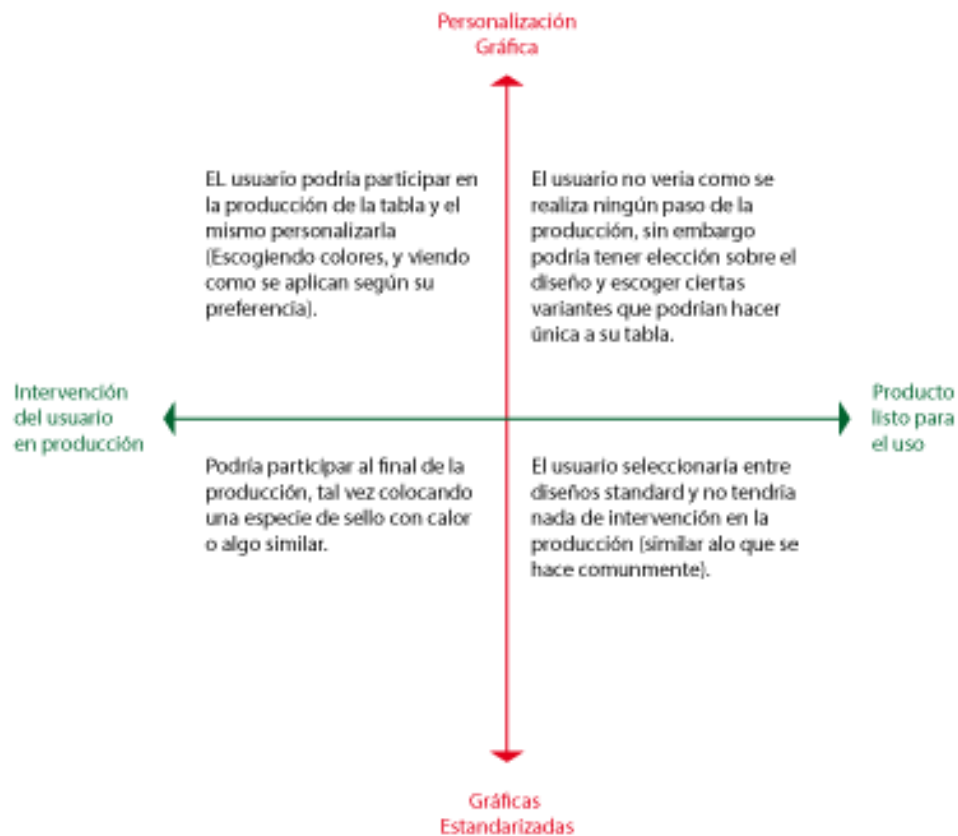 Personalización
Gráfica
EL usuario podría participar en
la producción de la tabla y el
mismo personalizarla
(Escogiendo colores, y viendo
como se aplican según su
preferencia).
El usuario no veria como se
realiza ningún paso de la
producción, sin embargo
podría tener elección sobre el
diseño y escoger ciertas
variantes que podrían hacer
única a su tabla.
Intervención
del usuario
en producción
Producto
listo para
el uso
Podría participar al final de la
producción, tal vez colocando
una especie de sello con calor
o algo similar.
El usuario seleccionaría entre
diseños standard y no tendría
nada de intervención en la
producción (similar alo que se
hace comunmente).
Gráficas
Estandarizadas